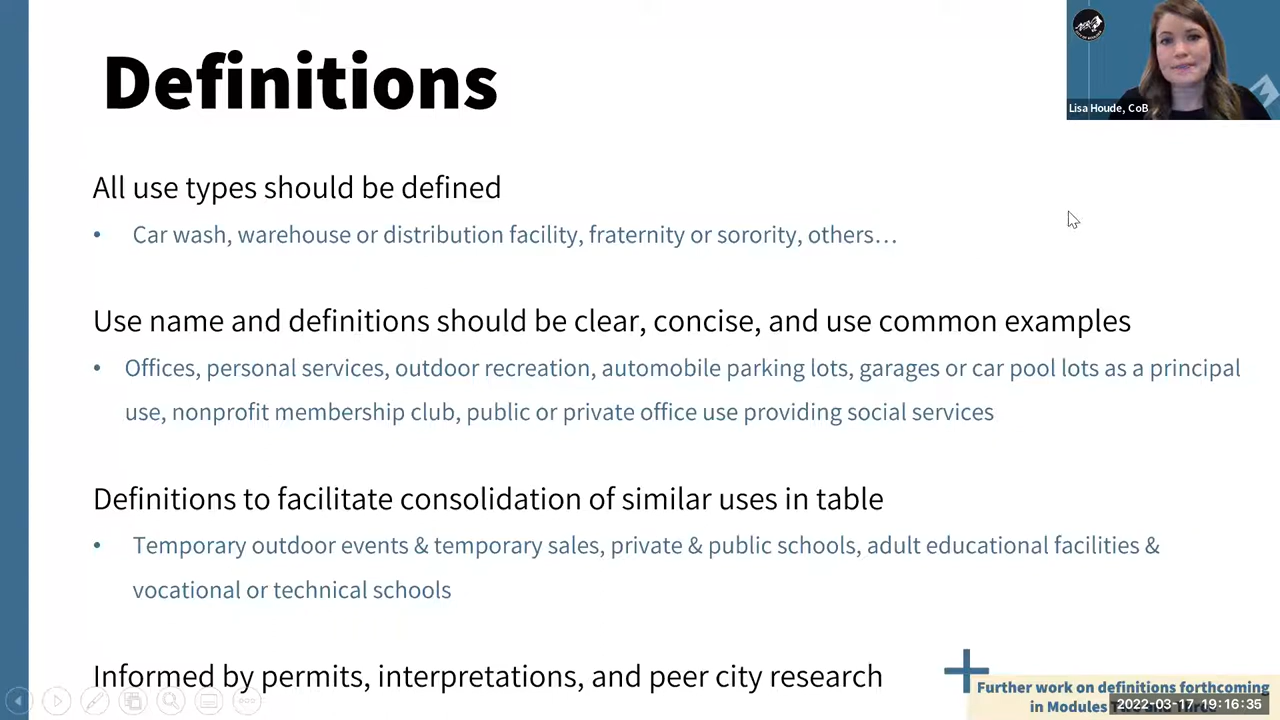 Definitions
Lisa Houde, CoB
All use types should be defined
• Car wash, warehouse or distribution facility, fraternity or sorority, others…
Use name and definitions should be clear, concise, and use common examples
• Offices, personal services, outdoor recreation, automobile parking lots, garages or car pool lots as a principal
use, nonprofit membership club, public or private office use providing social services
Definitions to facilitate consolidation of similar uses in table
• Temporary outdoor events & temporary sales, private & public schools, adult educational facilities &
vocational or technical schools
Informed by permits, interpretations, and peer city research
Further work on definitions forthcoming
in Modules
2022-03-17 19:16:35